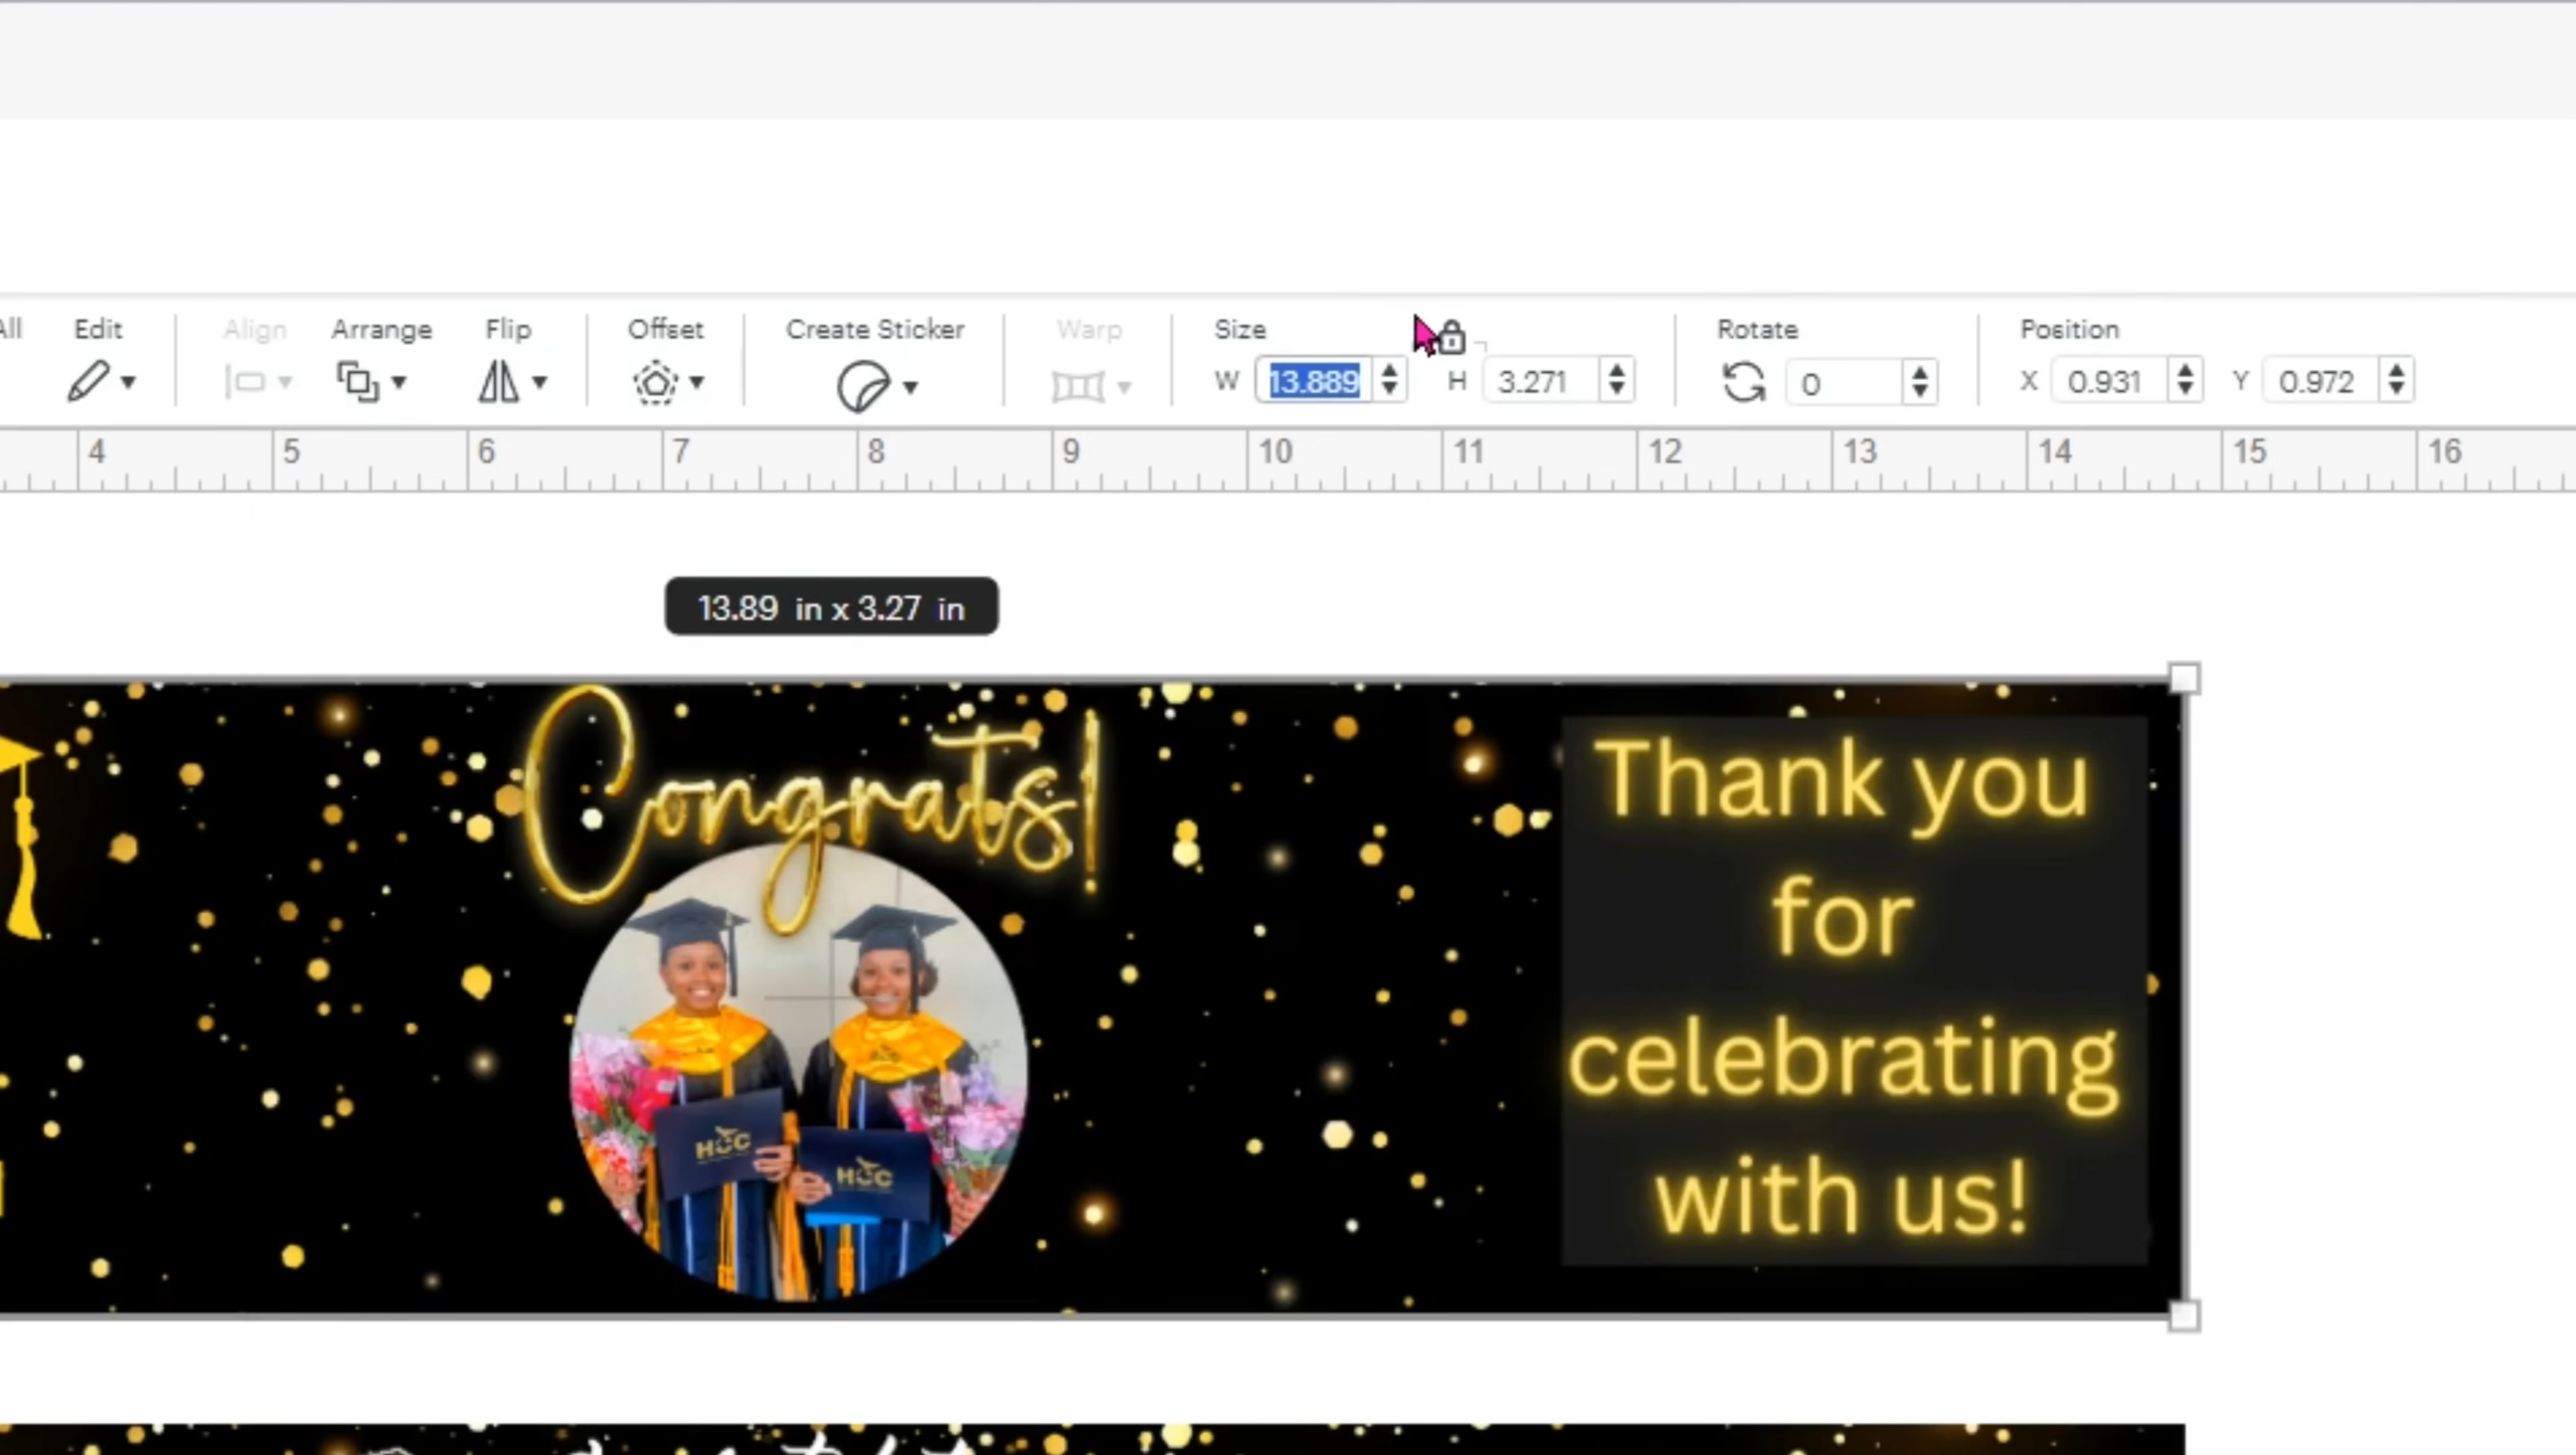 All Edit Align Arrange Flip Offset Create Sticker Warp Size Rotate Position
W 13.889 H 3.271 0 X 0.931 Y 0.972
4 5 6 7 8 9 10 11 12 13 14 15 16
13.89 in x 3.27 in
Congrats!
HCC
HCC
Thank you
for
celebrating
with us!